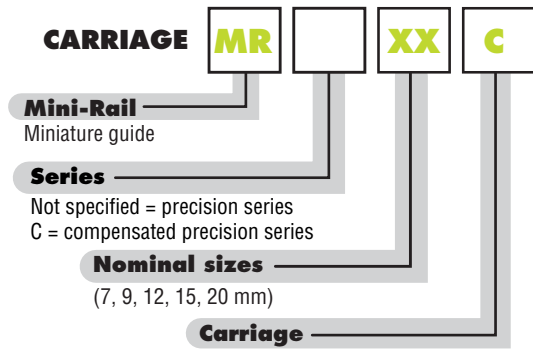 CARRIAGE MR XX C
Mini-Rail
Miniature guide
Series
Not specified = precision series
C = compensated precision series
Nominal sizes
(7, 9, 12, 15, 20 mm)
Carriage